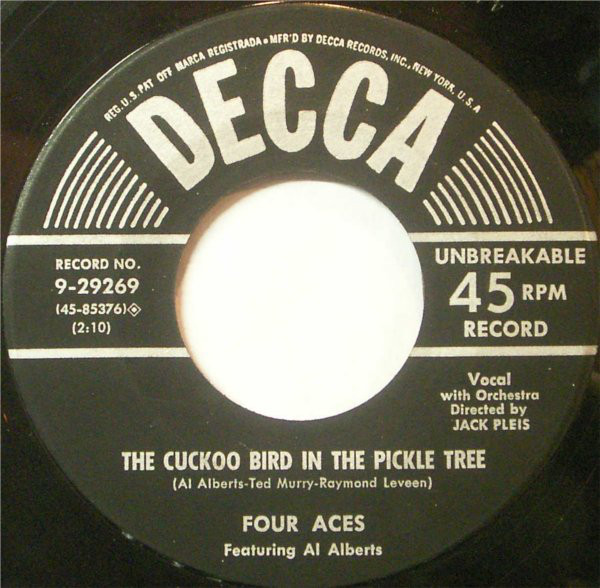 REG. U.S. PAT. OFF. MARCA REGISTRADA • MFR'D BY DECCA RECORDS, INC., NEW YORK, U.S.A
DECCA
RECORD NO.
9-29269
(45-85376)
(2:10)
UNBREAKABLE
45 RPM
RECORD
Vocal
with Orchestra
Directed by
JACK PLEIS
THE CUCKOO BIRD IN THE PICKLE TREE
(Al Alberts-Ted Murry-Raymond Leveen)
FOUR ACES
Featuring Al Alberts